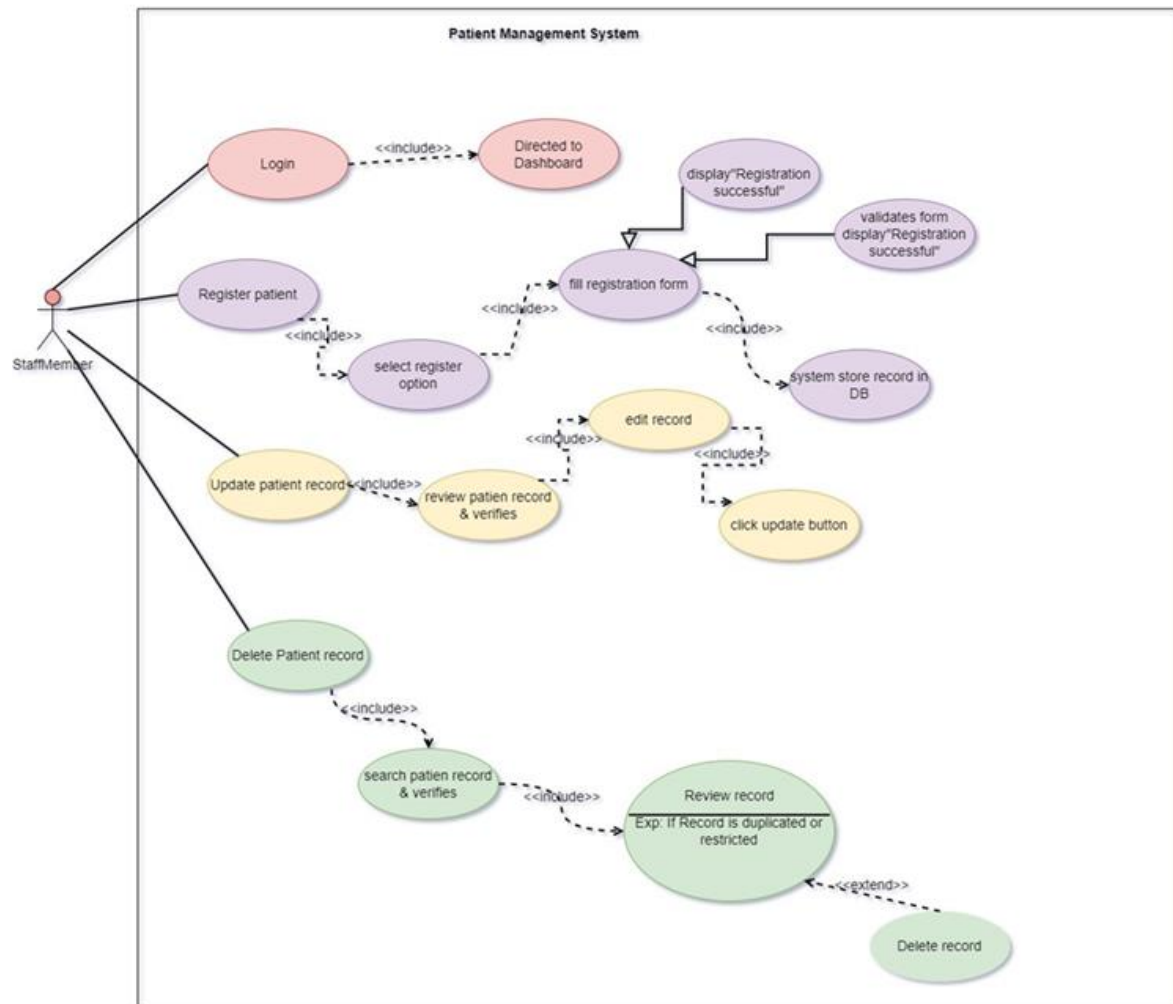 Patient Management System
Login
<<include>>
Directed to
Dashboard
display"Registration
successful"
validates form
display"Registration
successful"
fill registration form
Register patient
<<include>>
<<include>>
<<include>>
select register
option
system store record in
DB
StaffMember
edit record
<<include>>
<<include>>
Update patient record
<<include>>
review patien record
& verifies
click update button
Delete Patient record
<<include>>
search patien record
& verifies
<<include>>
Review record
Exp: If Record is duplicated or
restricted
<<extend>>
Delete record